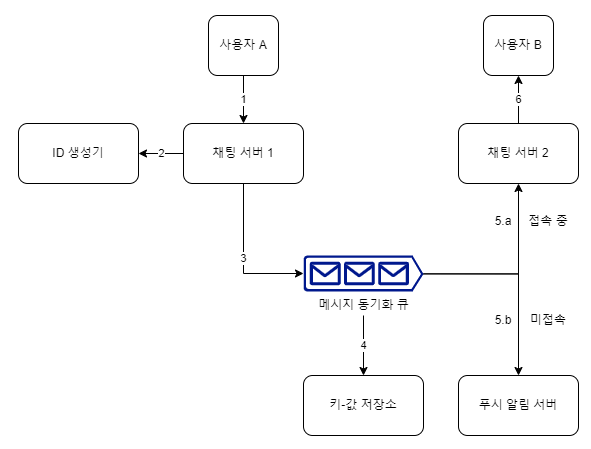 사용자 A
사용자 B
1
6
ID 생성기
2
채팅 서버 1
채팅 서버 2
5.a
접속 중
3
메시지 동기화 큐
5.b
미접속
4
키-값 저장소
푸시 알림 서버